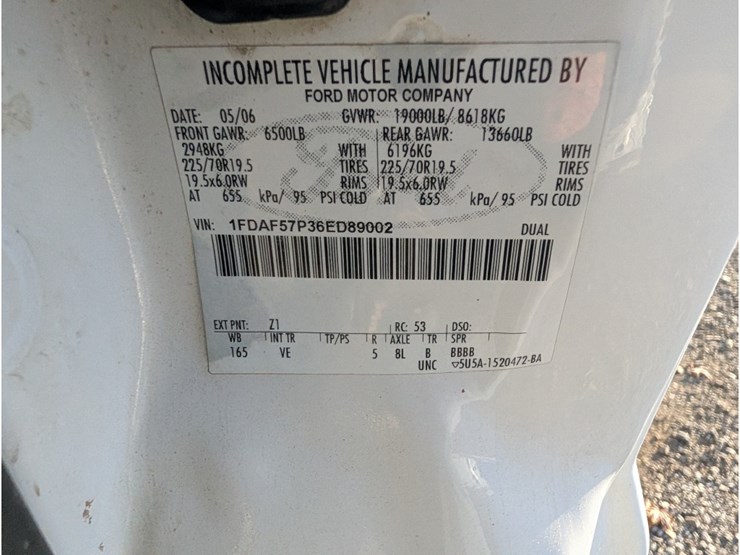 INCOMPLETE VEHICLE MANUFACTURED BY
FORD MOTOR COMPANY
DATE: 05/06 GVWR: 19000LB/ 8618KG
FRONT GAWR: 6500LB REAR GAWR: 13660LB
2948KG WITH 6196KG WITH
225/70R19.5 TIRES 225/70R19.5 TIRES
19.5x6.0RW RIMS 19.5x6.0RW RIMS
AT 655 kPa/ 95 PSI COLD AT 655 kPa/ 95 PSI COLD
VIN: 1FDAF57P36ED89002 DUAL
EXT PNT: Z1 RC: 53 DSO:
WB INT TR TP/PS R AXLE TR SPR
165 VE 5 8L B BBBB
UNC ▽5U5A-1520472-BA